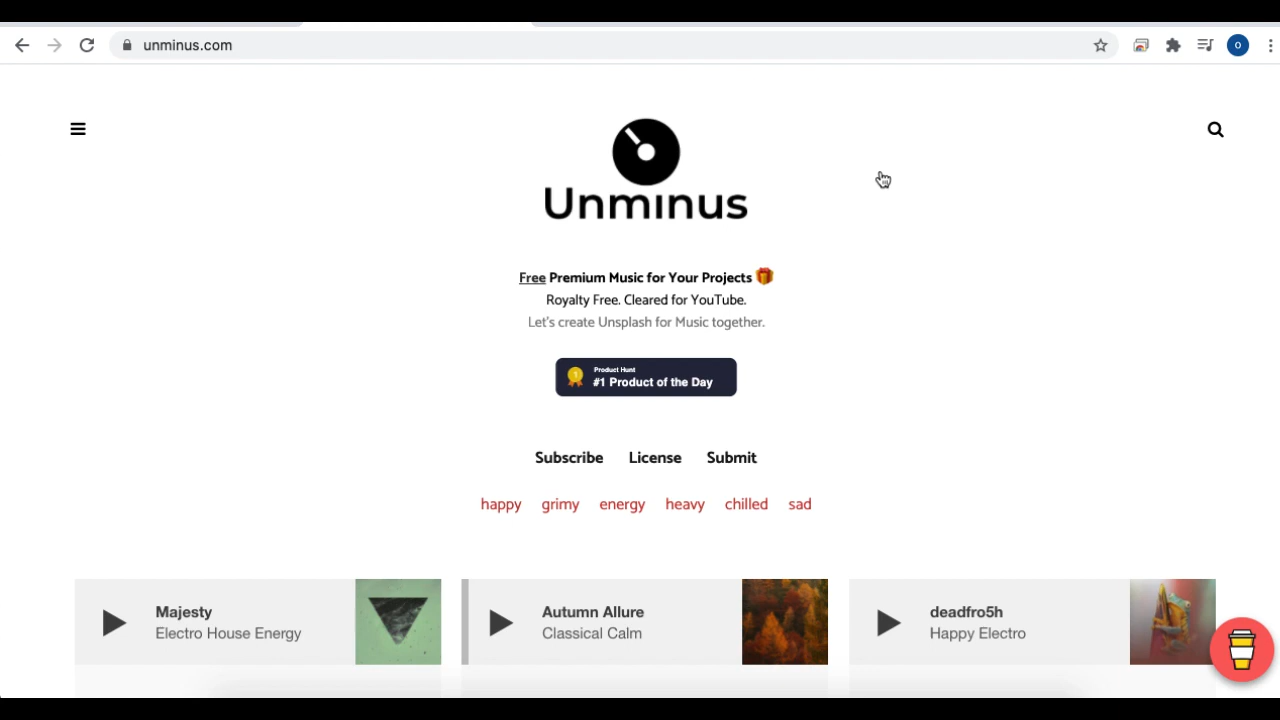 unminus.com
O
Unminus
Free Premium Music for Your Projects
Royalty Free. Cleared for YouTube.
Let's create Unsplash for Music together.
1
Product Hunt
#1 Product of the Day
Subscribe License Submit
happy grimy energy heavy chilled sad
Majesty
Electro House Energy
Autumn Allure
Classical Calm
deadfro5h
Happy Electro